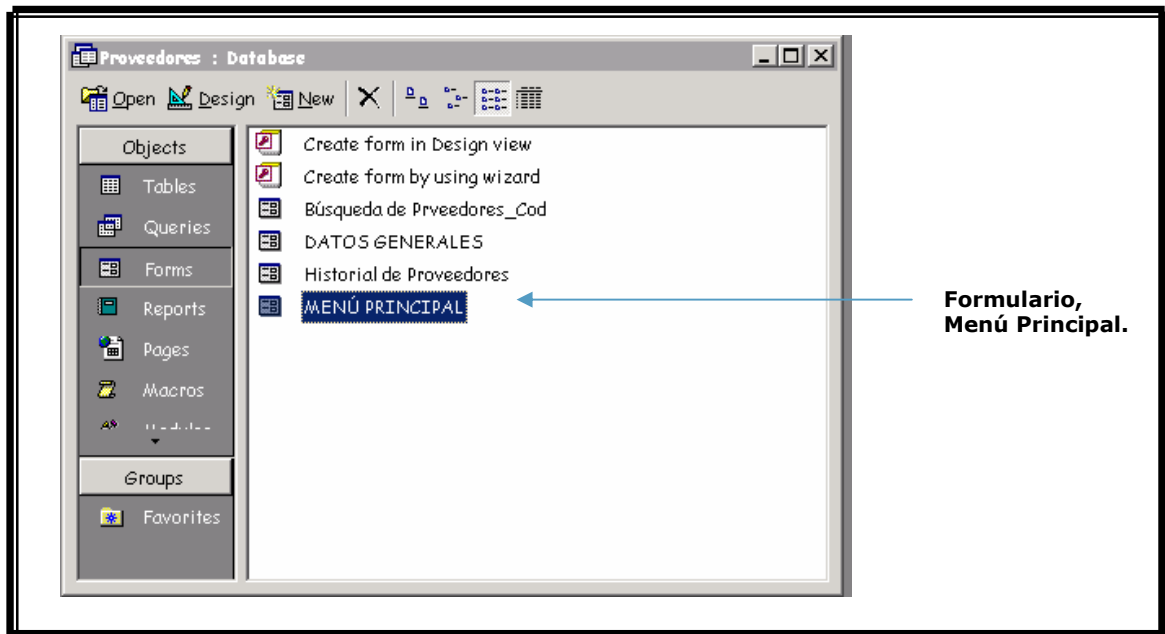 Proveedores : Database
Open Design New
Objects
Tables
Queries
Forms
Reports
Pages
Macros
Groups
Favorites
Create form in Design view
Create form by using wizard
Búsqueda de Prveedores_Cod
DATOS GENERALES
Historial de Proveedores
MENÚ PRINCIPAL
Formulario,
Menú Principal.